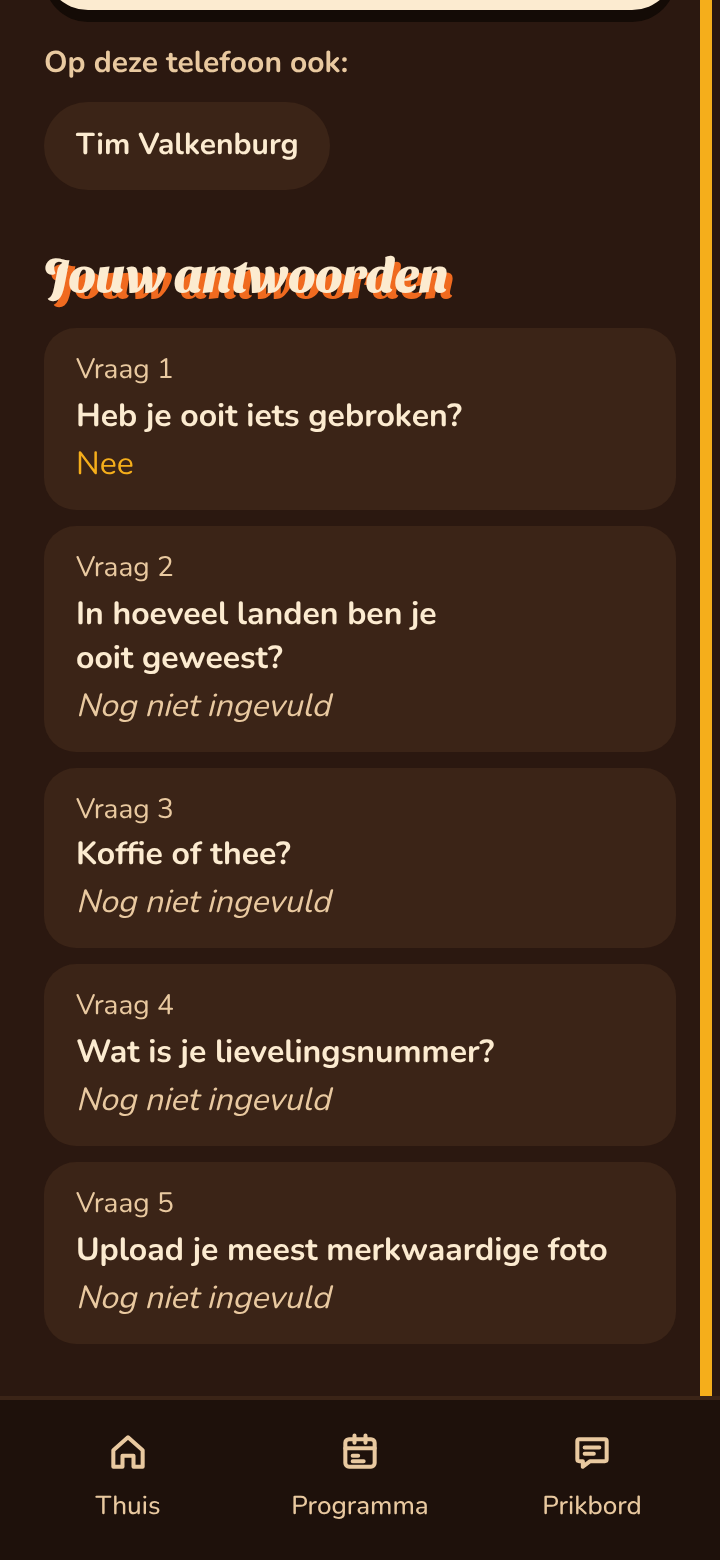 Op deze telefoon ook:
Tim Valkenburg
Jouw antwoorden
Vraag 1
Heb je ooit iets gebroken?
Nee
Vraag 2
In hoeveel landen ben je
ooit geweest?
Nog niet ingevuld
Vraag 3
Koffie of thee?
Nog niet ingevuld
Vraag 4
Wat is je lievelingsnummer?
Nog niet ingevuld
Vraag 5
Upload je meest merkwaardige foto
Nog niet ingevuld
Thuis
Programma
Prikbord